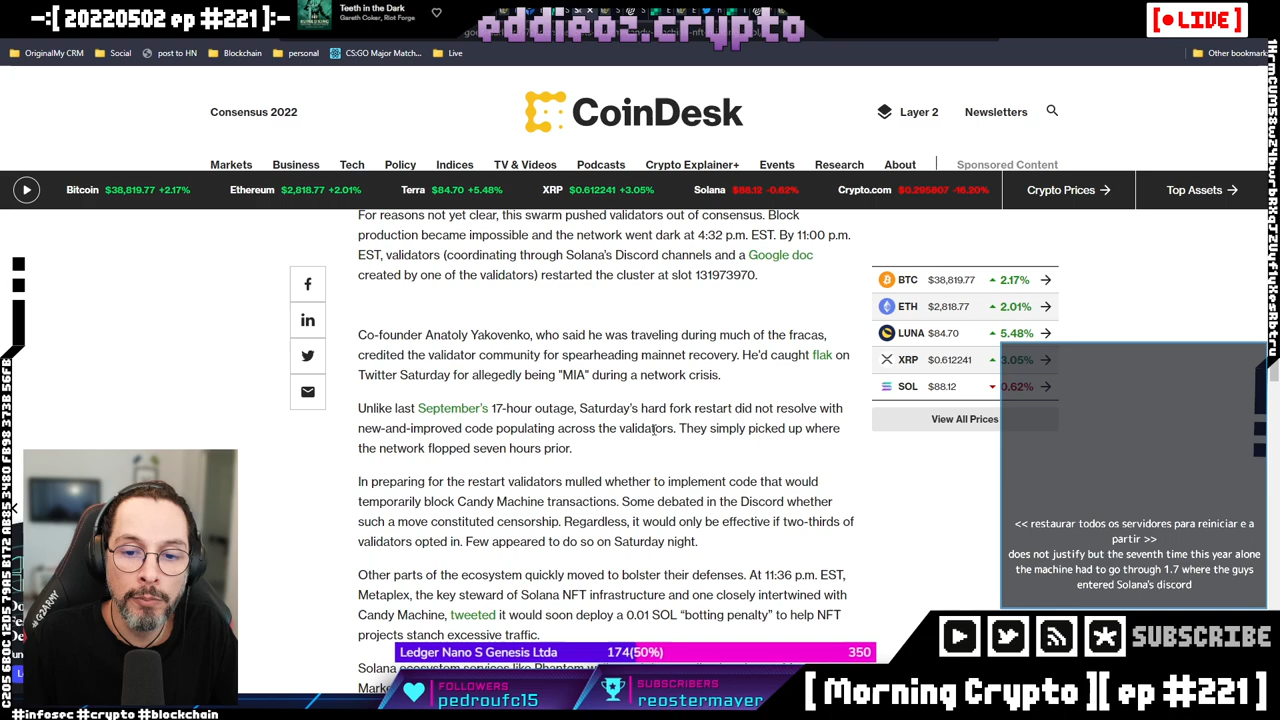 -:[ 20220502 ep #221 ]:-
Teeth in the Dark
Gareth Coker, Riot Forge
eddieoz.crypto
[ LIVE ]
OriginalMy CRM
Social
post to HN
Blockchain
personal
CS:GO Major Match...
Live
Other bookmark
Consensus 2022
CoinDesk
Layer 2
Newsletters
Markets
Business
Tech
Policy
Indices
TV & Videos
Podcasts
Crypto Explainer+
Events
Research
About
Sponsored Content
Bitcoin $38,819.77 +2.17%
Ethereum $2,818.77 +2.01%
Terra $84.70 +5.48%
XRP $0.612241 +3.05%
Solana $88.12 -0.62%
Crypto.com $0.295807 -16.20%
Crypto Prices
Top Assets
For reasons not yet clear, this swarm pushed validators out of consensus. Block
production became impossible and the network went dark at 4:32 p.m. EST. By 11:00 p.m.
EST, validators (coordinating through Solana's Discord channels and a Google doc
created by one of the validators) restarted the cluster at slot 131973970.
Co-founder Anatoly Yakovenko, who said he was traveling during much of the fracas,
credited the validator community for spearheading mainnet recovery. He'd caught flak on
Twitter Saturday for allegedly being "MIA" during a network crisis.
Unlike last September's 17-hour outage, Saturday's hard fork restart did not resolve with
new-and-improved code populating across the validators. They simply picked up where
the network flopped seven hours prior.
In preparing for the restart validators mulled whether to implement code that would
temporarily block Candy Machine transactions. Some debated in the Discord whether
such a move constituted censorship. Regardless, it would only be effective if two-thirds of
validators opted in. Few appeared to do so on Saturday night.
Other parts of the ecosystem quickly moved to bolster their defenses. At 11:36 p.m. EST,
Metaplex, the key steward of Solana NFT infrastructure and one closely intertwined with
Candy Machine, tweeted it would soon deploy a 0.01 SOL “botting penalty” to help NFT
projects stanch excessive traffic.
BTC $38,819.77 2.17%
ETH $2,818.77 2.01%
LUNA $84.70 5.48%
XRP $0.612241 3.05%
SOL $88.12 0.62%
View All Prices
<< restaurar todos os servidores para reiniciar e a
partir >>
does not justify but the seventh time this year alone
the machine had to go through 1.7 where the guys
entered Solana's discord
Ledger Nano S Genesis Ltda 174(50%) 350
FOLLOWERS
pedroufc15
SUBSCRIBERS
reostermayer
SUBSCRIBE
[ Morning Crypto ][ ep #221 ]
#infosec #crypto #blockchain